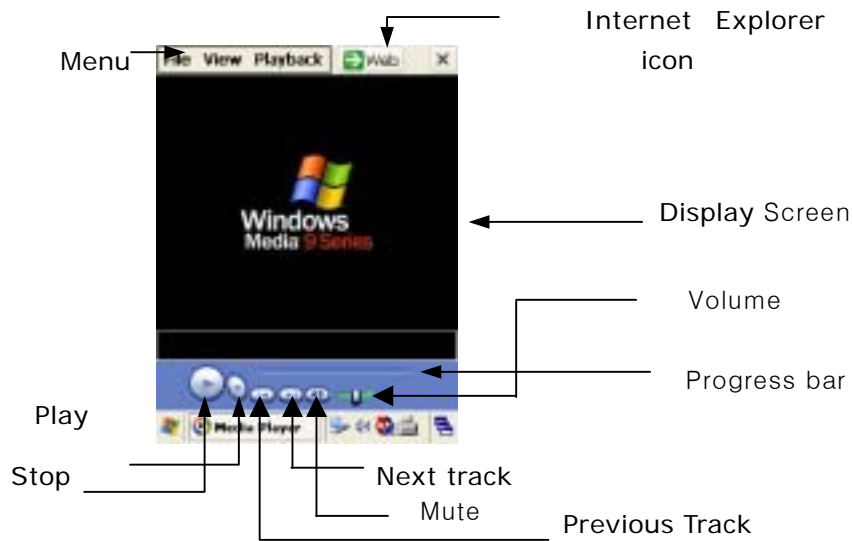 Internet Explorer
icon
Menu
File View Playback Web
Windows
Media 9 Series
Display Screen
Volume
Progress bar
Play
Media Player
Stop
Next track
Mute
Previous Track